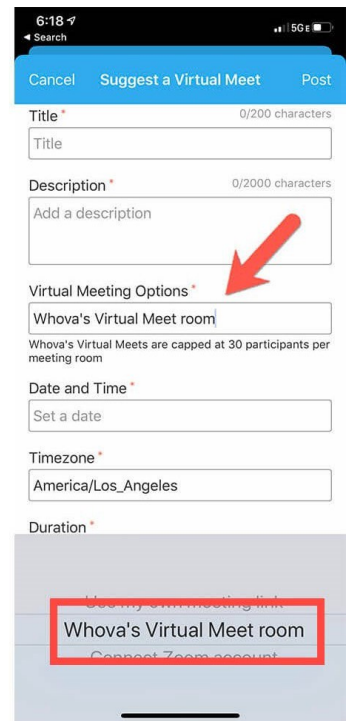 6:18
5GE
◀ Search
Cancel Suggest a Virtual Meet Post
Title * 0/200 characters
Title
Description * 0/2000 characters
Add a description
Virtual Meeting Options *
Whova's Virtual Meet room
Whova's Virtual Meets are capped at 30 participants per
meeting room
Date and Time *
Set a date
Timezone *
America/Los_Angeles
Duration *
Use my own meeting link
Whova's Virtual Meet room
Connect Zoom account